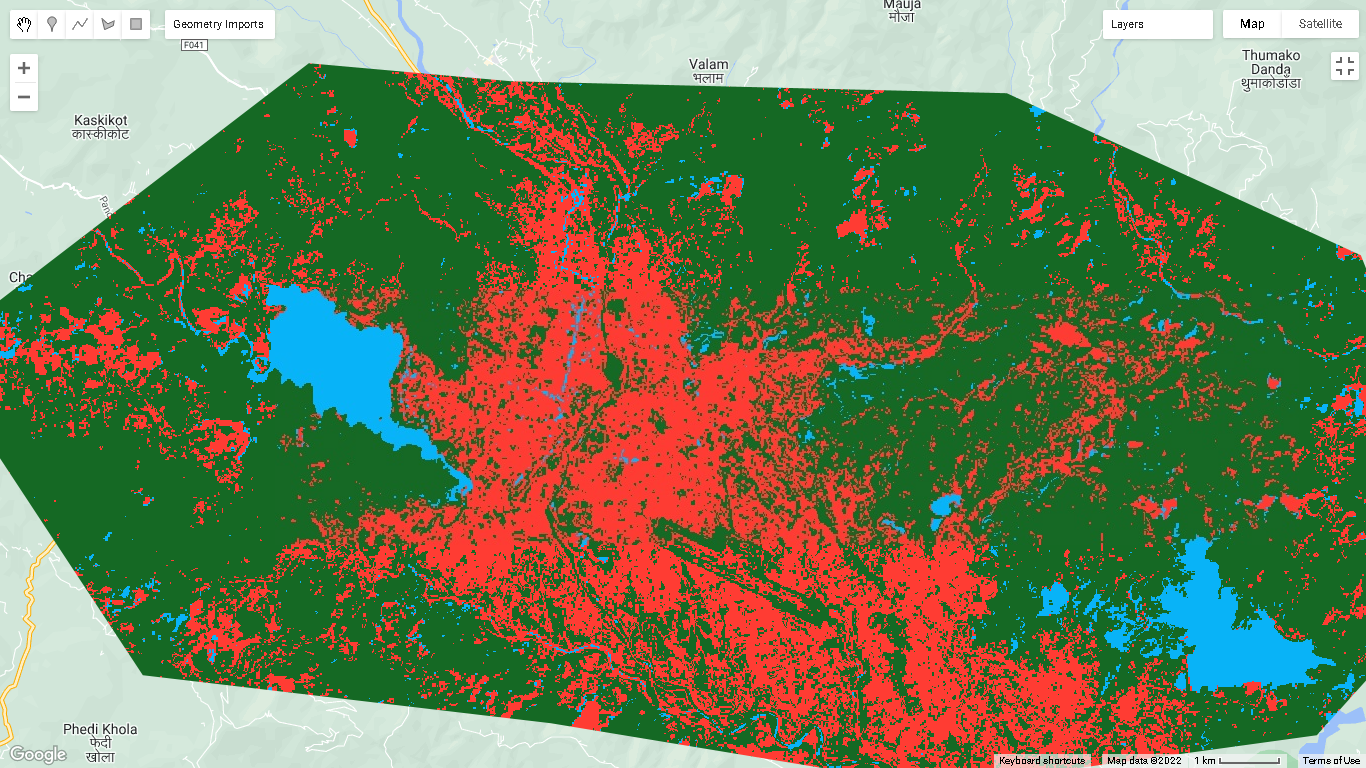 Geometry Imports
Layers
Map
Satellite
F041
Mauja
मौजा
Valam
भलाम
Thumako
Danda
थुमाकोडाँडा
Kaskikot
कास्कीकोट
Phedi Khola
फेदी
खोला
Google
Keyboard shortcuts
Map data ©2022
1 km
Terms of Use